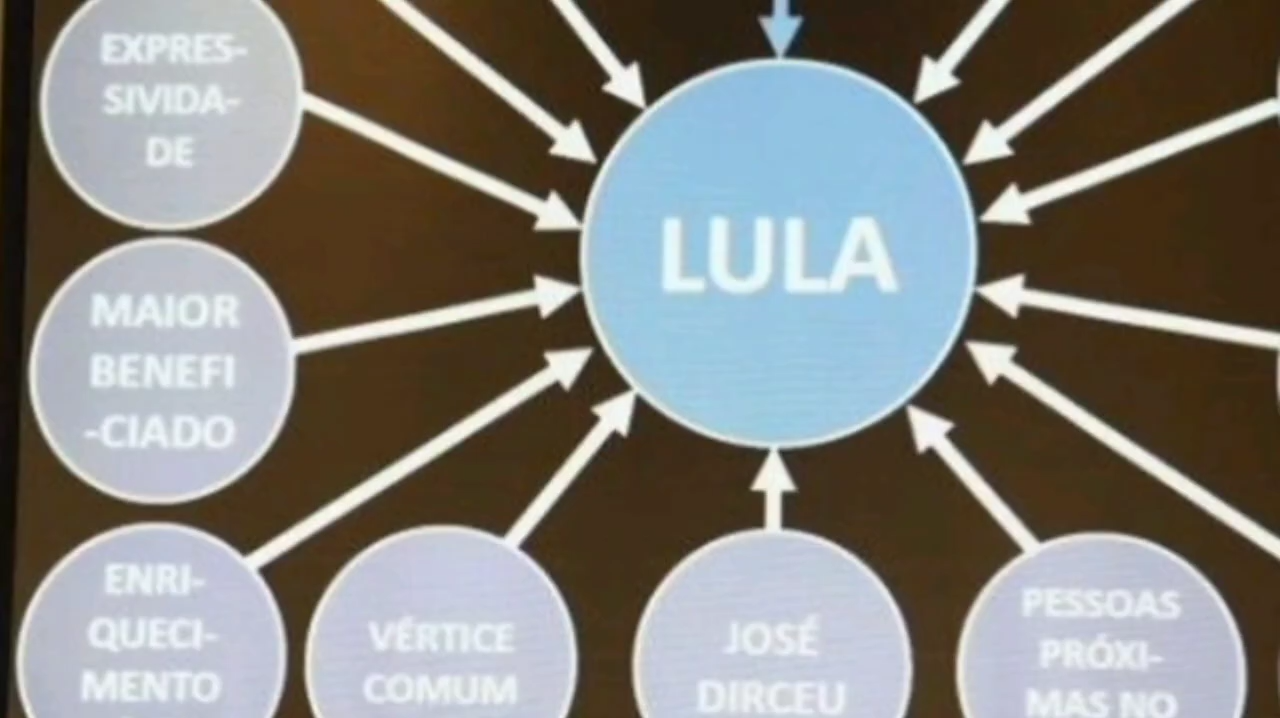 EXPRES-
SIVIDA-
DE
LULA
MAIOR
BENEFI
-CIADO
ENRI-
QUECI-
MENTO
VÉRTICE
COMUM
JOSÉ
DIRCEU
PESSOAS
PRÓXI-
MAS NO